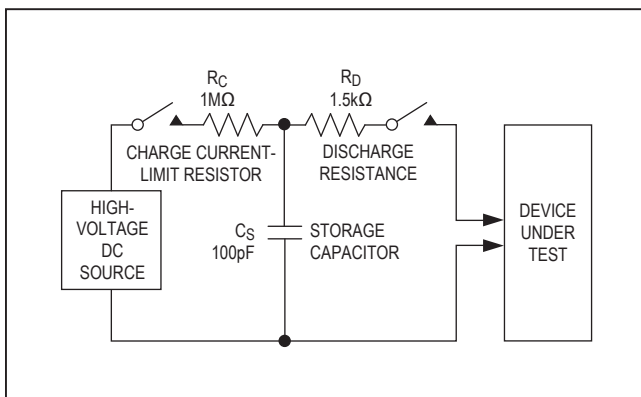 RC
1MΩ
RD
1.5kΩ
CHARGE CURRENT-
LIMIT RESISTOR
DISCHARGE
RESISTANCE
HIGH-
VOLTAGE
DC
SOURCE
CS
100pF
STORAGE
CAPACITOR
DEVICE
UNDER
TEST